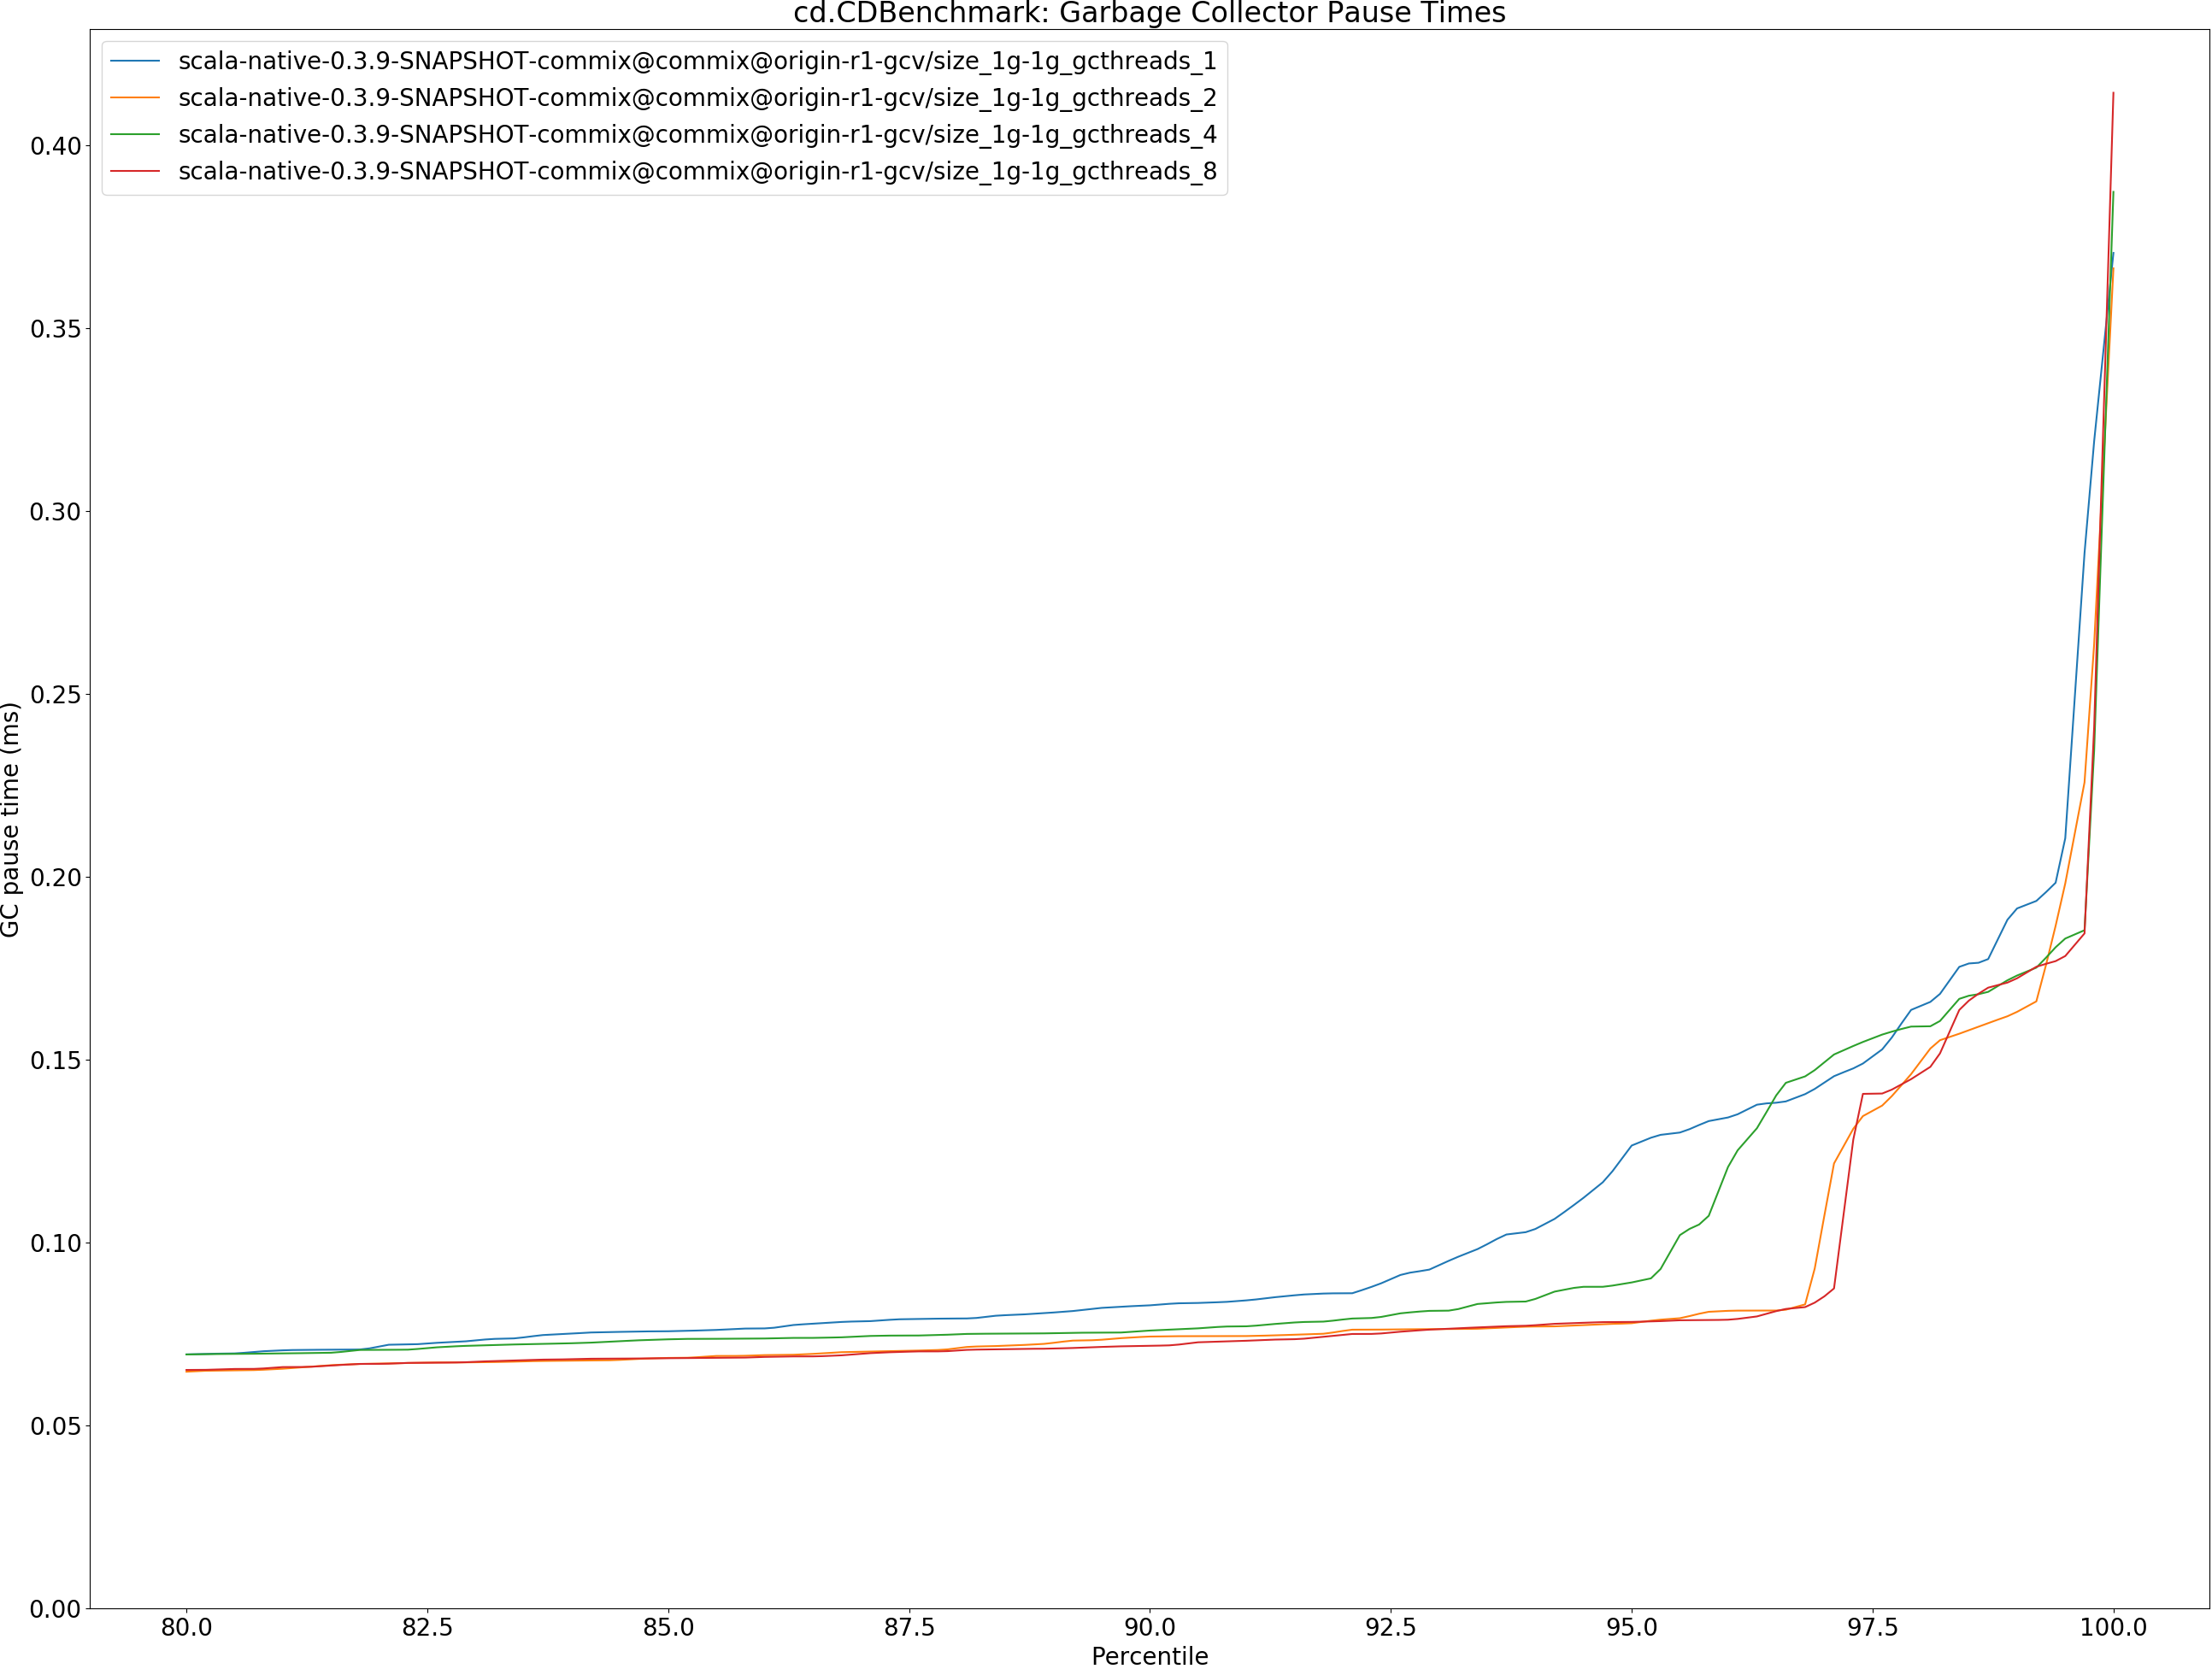 cd.CDBenchmark: Garbage Collector Pause Times
scala-native-0.3.9-SNAPSHOT-commix@commix@origin-r1-gcv/size_1g-1g_gcthreads_1
scala-native-0.3.9-SNAPSHOT-commix@commix@origin-r1-gcv/size_1g-1g_gcthreads_2
scala-native-0.3.9-SNAPSHOT-commix@commix@origin-r1-gcv/size_1g-1g_gcthreads_4
scala-native-0.3.9-SNAPSHOT-commix@commix@origin-r1-gcv/size_1g-1g_gcthreads_8
GC pause time (ms)
0.40
0.35
0.30
0.25
0.20
0.15
0.10
0.05
0.00
80.0 82.5 85.0 87.5 90.0 92.5 95.0 97.5 100.0
Percentile